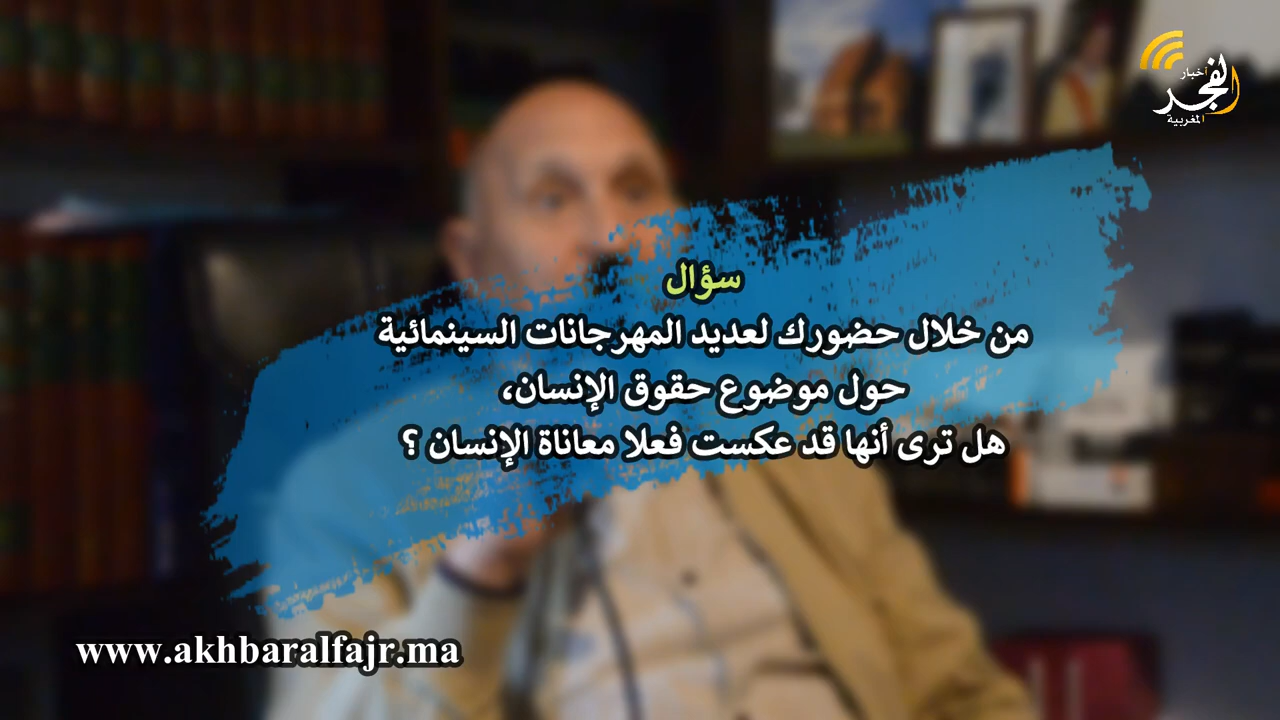 أخبار
الفجر
المغربية
سؤال
من خلال حضورك لعديد المهرجانات السينمائية
حول موضوع حقوق الإنسان،
هل ترى أنها قد عكست فعلا معاناة الإنسان ؟
www.akhbaralfajr.ma